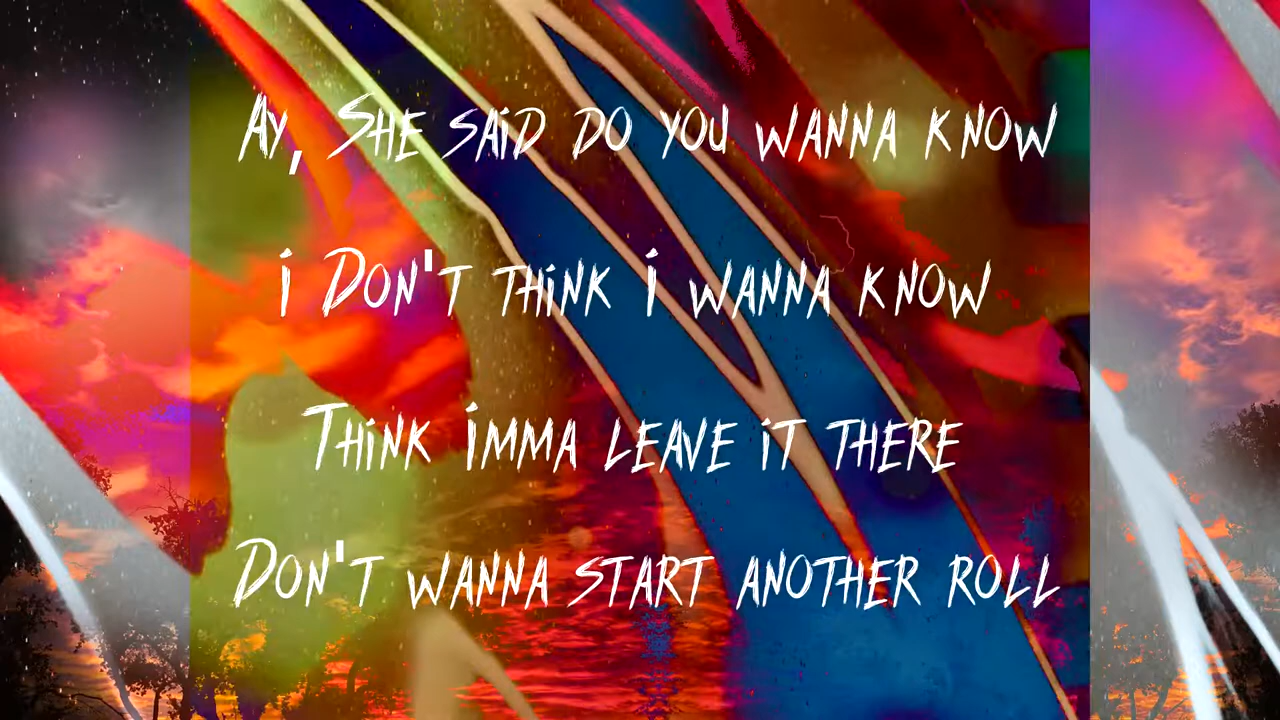 Ay, She said do you wanna know
i Don't think i wanna know
Think imma leave it there
Don't wanna start another roll